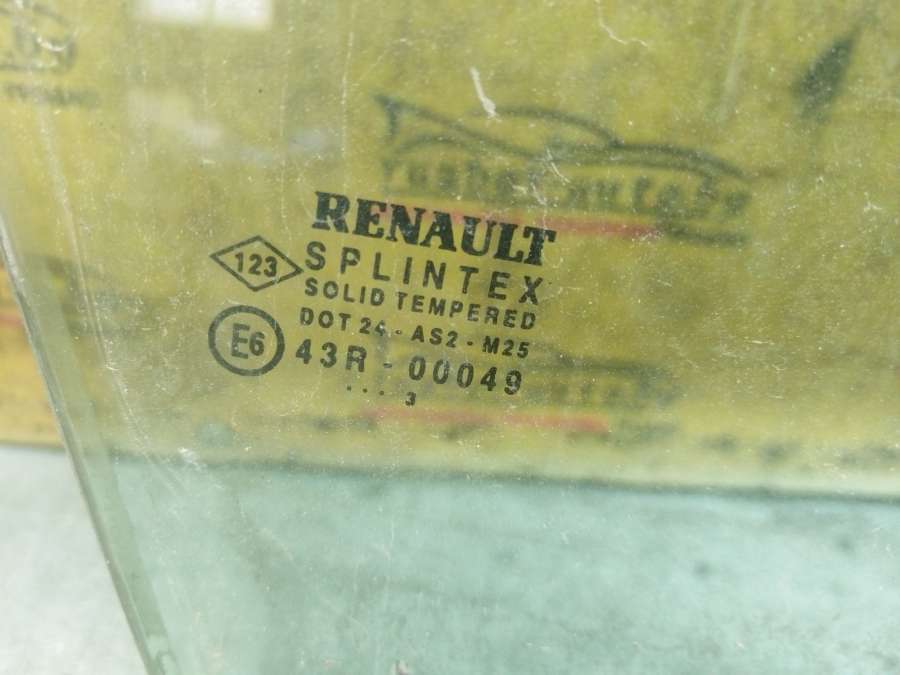 RENAULT
123
SPLINTEX
SOLID TEMPERED
DOT 24 - AS2 - M25
E6
43R - 00049
. . . . 3